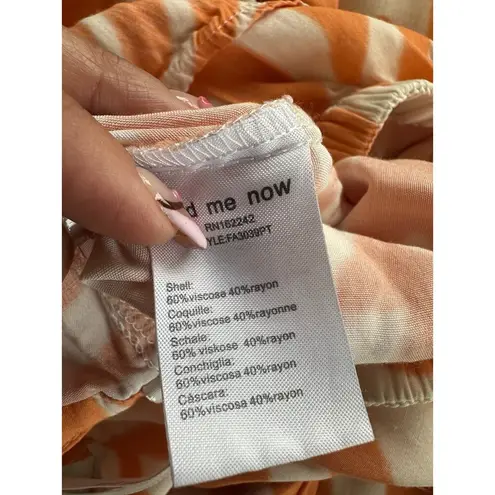 d me now
RN162242
YLE:FA3039PT
Shell:
60%viscose 40%rayon
Coquille:
60%viscosa 40%rayonne
Schale:
60% viskose 40%rayon
Conchiglia:
60%viscosa 40%rayon
Cáscara:
60%viscosa 40%rayon